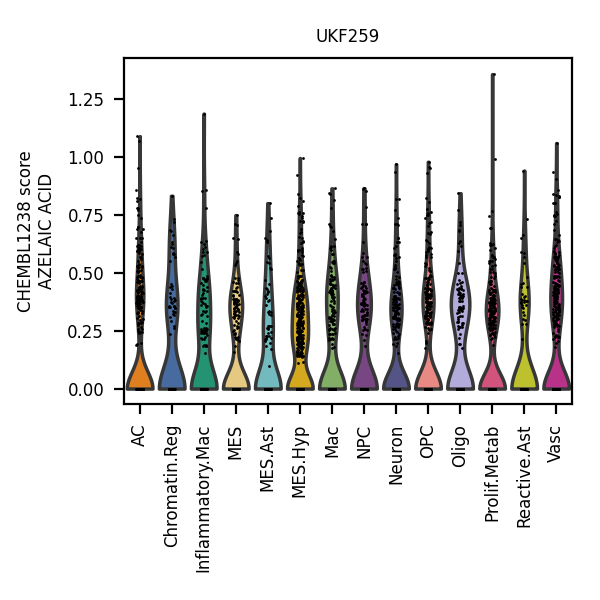 UKF259
CHEMBL1238 score
AZELAIC ACID
1.25
1.00
0.75
0.50
0.25
0.00
AC
Chromatin.Reg
Inflammatory.Mac
MES
MES.Ast
MES.Hyp
Mac
NPC
Neuron
OPC
Oligo
Prolif.Metab
Reactive.Ast
Vasc